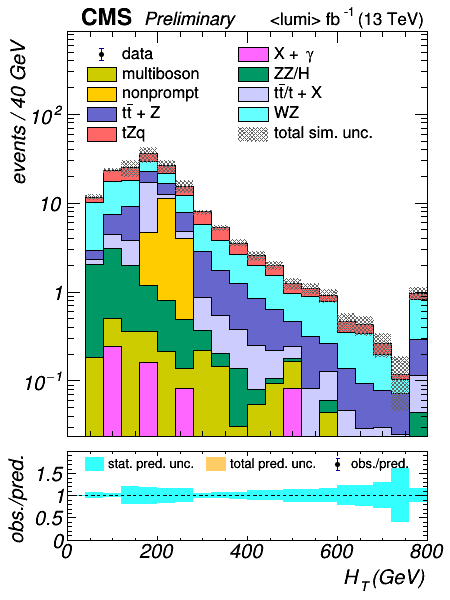 CMS Preliminary <lumi> fb⁻¹ (13 TeV)
events / 40 GeV
data
X + γ
multiboson
ZZ/H
nonprompt
tt̄/t + X
tt̄ + Z
WZ
tZq
total sim. unc.
10²
10
1
10⁻¹
obs./pred.
stat. pred. unc. total pred. unc. obs./pred.
1.5
1
0.5
0
0 200 400 600 800
H_T (GeV)